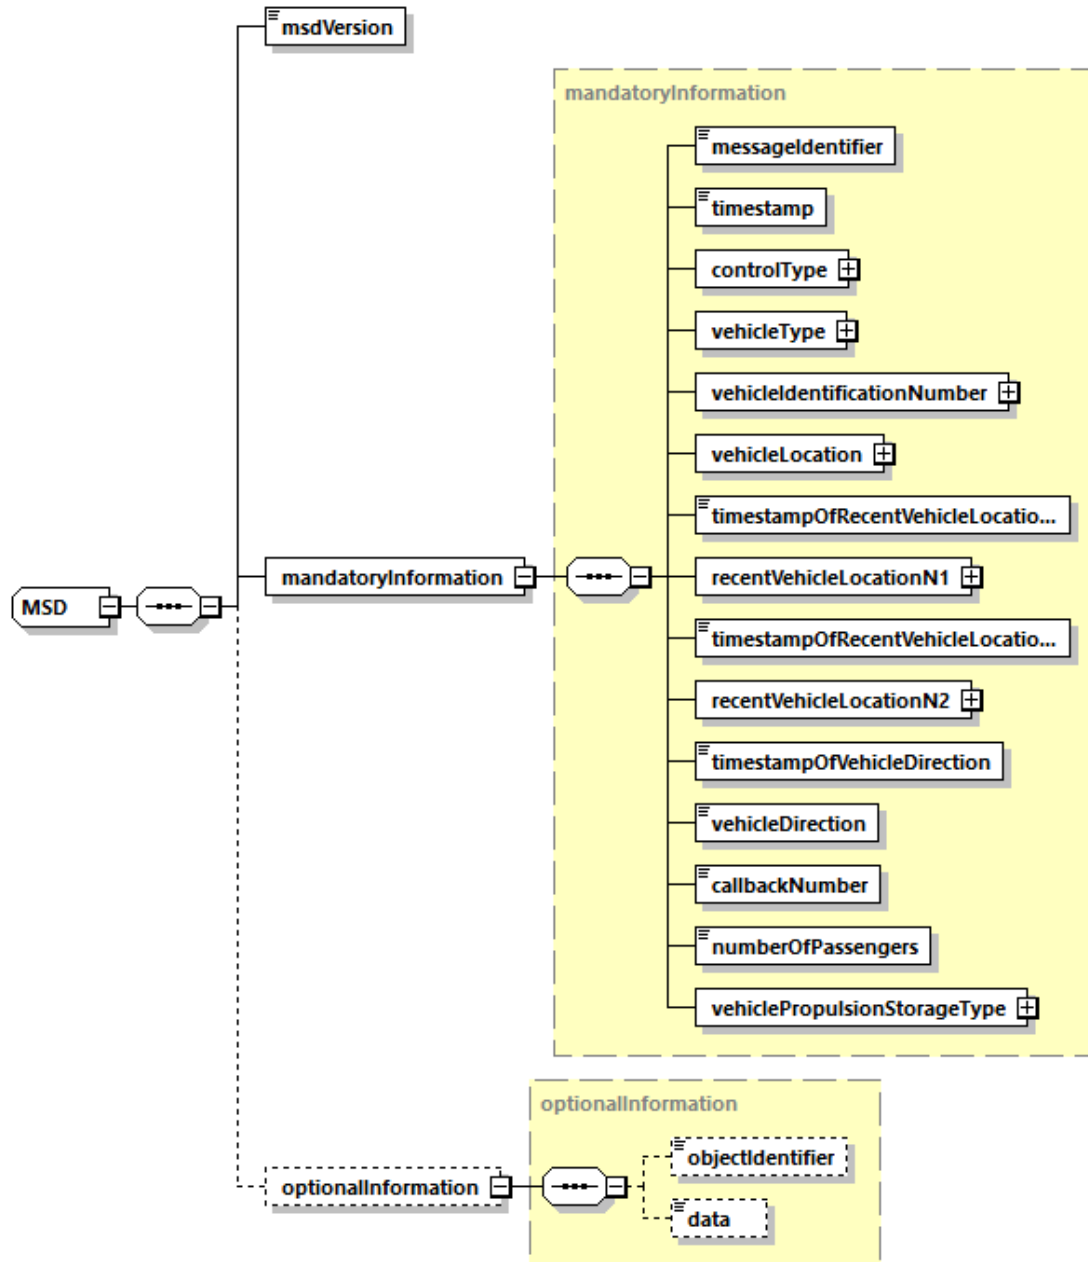 msdVersion
mandatoryInformation
messageIdentifier
timestamp
controlType
vehicleType
vehicleIdentificationNumber
vehicleLocation
timestampOfRecentVehicleLocatio...
mandatoryInformation
recentVehicleLocationN1
MSD
timestampOfRecentVehicleLocatio...
recentVehicleLocationN2
timestampOfVehicleDirection
vehicleDirection
callbackNumber
numberOfPassengers
vehiclePropulsionStorageType
optionalInformation
objectIdentifier
optionalInformation
data